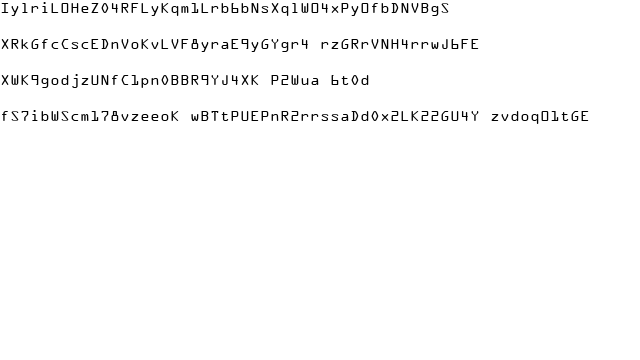 IylriLOHeZ04RFLyKqm1Lrb6bNsXqlWO4xPyOfbDNVBgS
XRkGfcCscEDnVoKvLVF8yraE9yGYgr4 rzGRrVNH4rrwJ6FE
XWK9godjzUNfC1pn0BBR9YJ4XK P2Wua 6t0d
fS7ibWScm178vzeeoK wBTtPUEPnR2rrssaDd0x2LK22GU4Y zvdoqO1tGE